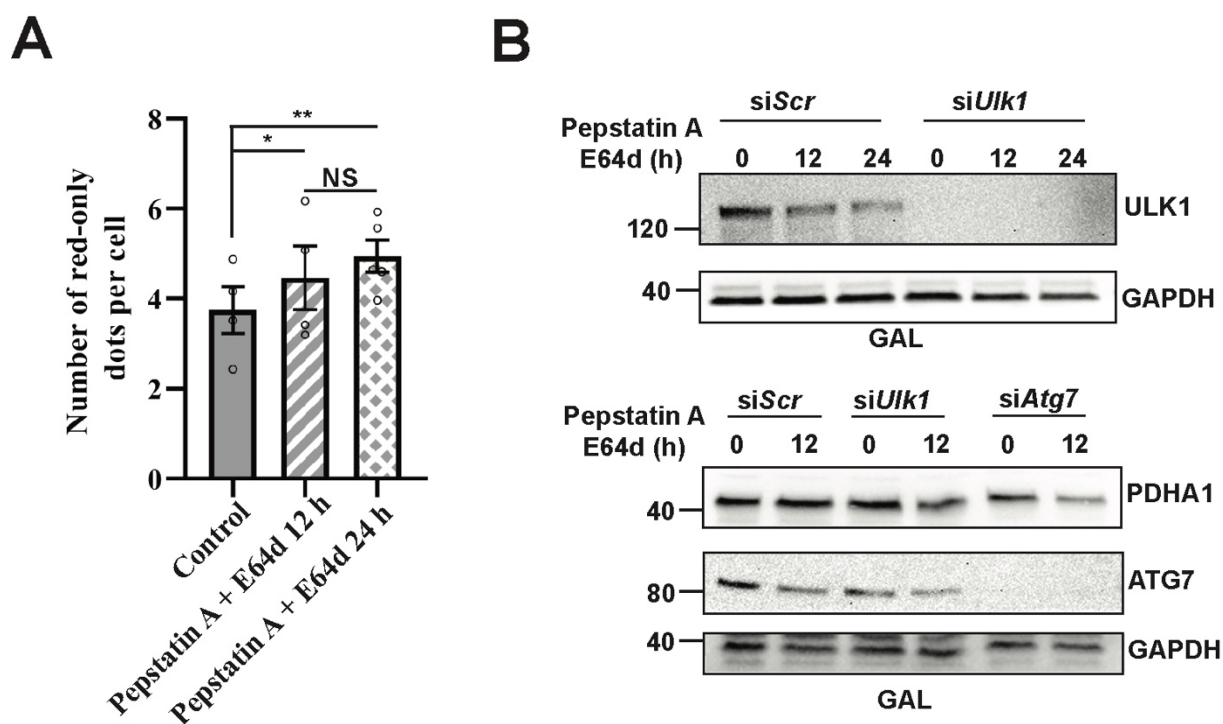 A
8
6
4
2
0
Number of red-only
dots per cell
**
*
NS
Control
Pepstatin A + E64d 12 h
Pepstatin A + E64d 24 h
B
siScr siUlk1
Pepstatin A
E64d (h) 0 12 24 0 12 24
120
ULK1
40
GAPDH
GAL
Pepstatin A siScr siUlk1 siAtg7
E64d (h) 0 12 0 12 0 12
40
PDHA1
80
ATG7
40
GAPDH
GAL